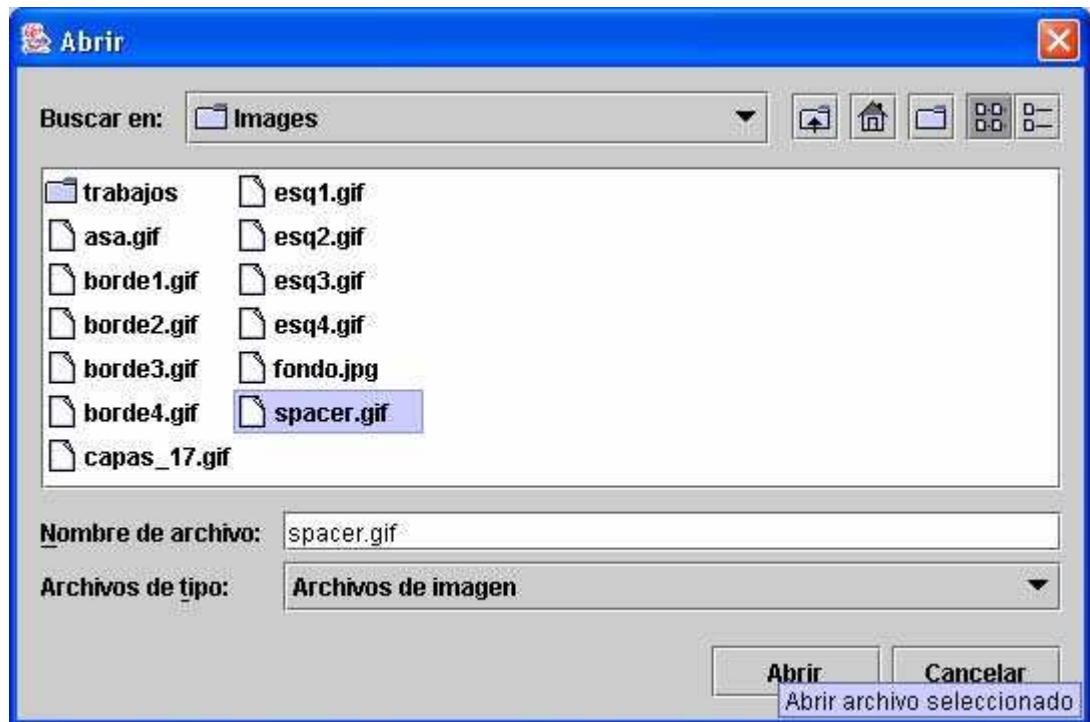 Abrir
Buscar en: Images
trabajos
asa.gif
borde1.gif
borde2.gif
borde3.gif
borde4.gif
capas_17.gif
esq1.gif
esq2.gif
esq3.gif
esq4.gif
fondo.jpg
spacer.gif
Nombre de archivo: spacer.gif
Archivos de tipo: Archivos de imagen
Abrir Cancelar
Abrir archivo seleccionado